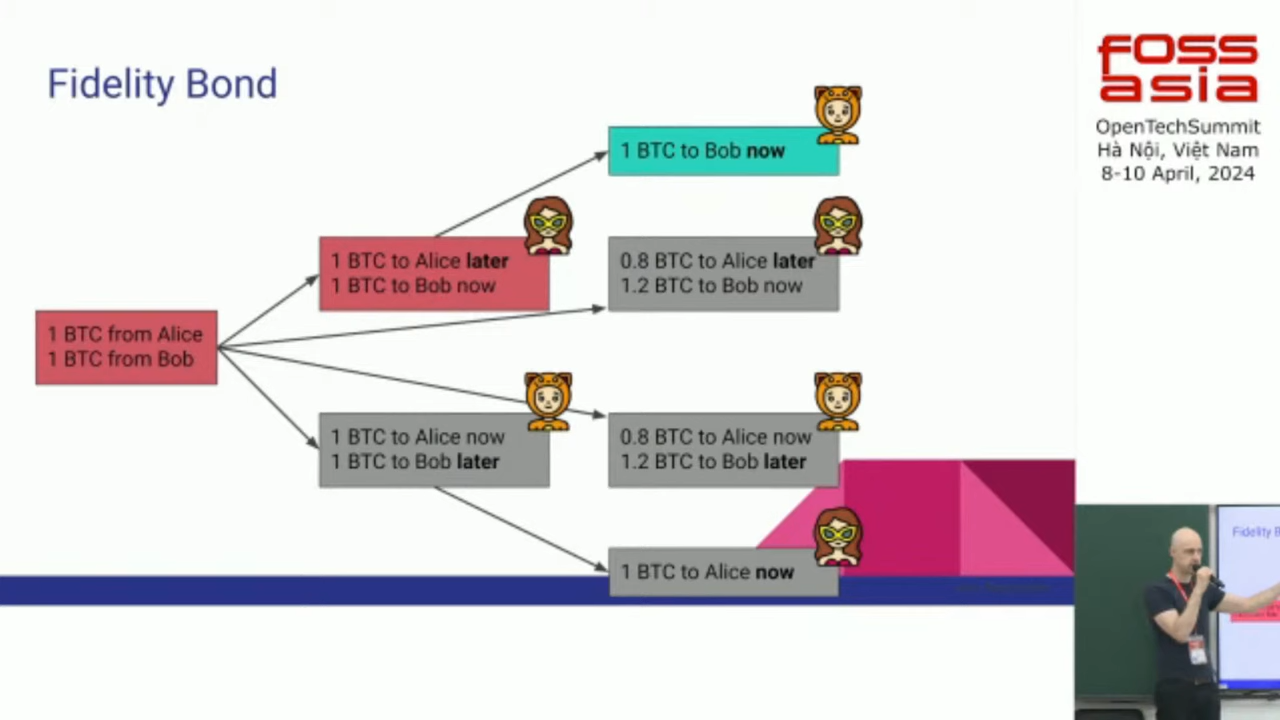 Fidelity Bond
1 BTC to Bob now
1 BTC to Alice later
1 BTC to Bob now
0.8 BTC to Alice later
1.2 BTC to Bob now
1 BTC from Alice
1 BTC from Bob
1 BTC to Alice now
1 BTC to Bob later
0.8 BTC to Alice now
1.2 BTC to Bob later
1 BTC to Alice now
FOSS
asia
OpenTechSummit
Hà Nội, Việt Nam
8-10 April, 2024
Fidelity B